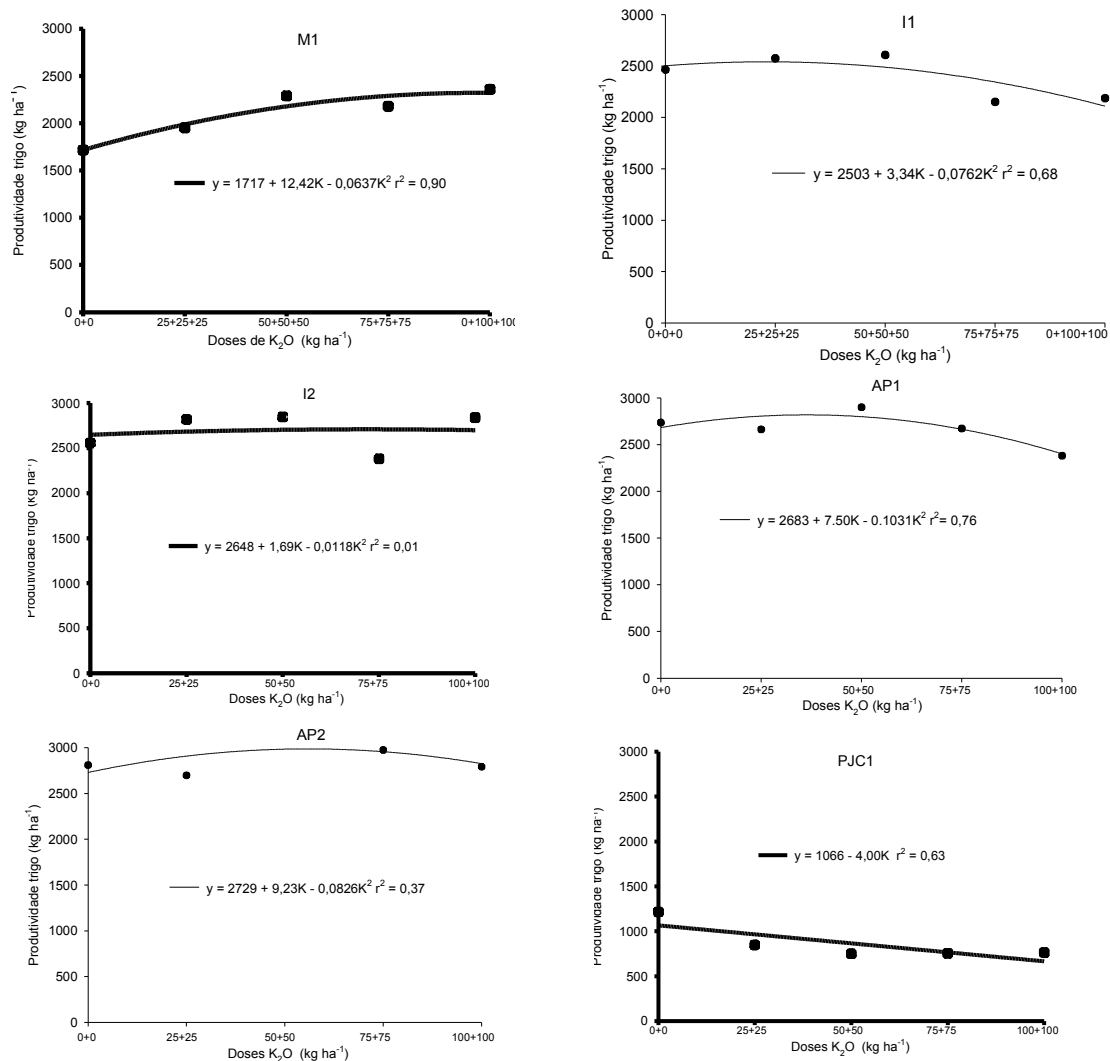 M1
Produtividade trigo (kg ha⁻¹)
3000
2500
2000
1500
1000
500
0
y = 1717 + 12,42K - 0,0637K² r² = 0,90
0+0 25+25+25 50+50+50 75+75+75 0+100+100
Doses de K₂O (kg ha⁻¹)
I1
Produtividade trigo (kg ha⁻¹)
3000
2500
2000
1500
1000
500
0
y = 2503 + 3,34K - 0,0762K² r² = 0,68
0+0+0 25+25+25 50+50+50 75+75+75 0+100+100
Doses K₂O (kg ha⁻¹)
I2
Produtividade trigo (kg ha⁻¹)
3000
2500
2000
1500
1000
500
0
y = 2648 + 1,69K - 0,0118K² r² = 0,01
0+0 25+25 50+50 75+75 100+100
Doses K₂O (kg ha⁻¹)
AP1
Produtividade trigo (kg ha⁻¹)
3000
2500
2000
1500
1000
500
0
y = 2683 + 7.50K - 0.1031K² r²= 0,76
0+0 25+25 50+50 75+75 100+100
Doses K₂O (kg ha⁻¹)
AP2
Produtividade trigo (kg ha⁻¹)
3000
2500
2000
1500
1000
500
0
y = 2729 + 9,23K - 0,0826K² r² = 0,37
0+0 25+25 50+50 75+75 100+100
Doses K₂O (kg ha⁻¹)
PJC1
Produtividade trigo (kg ha⁻¹)
3000
2500
2000
1500
1000
500
0
y = 1066 - 4,00K r² = 0,63
0+0 25+25 50+50 75+75 100+100
Doses K₂O (kg ha⁻¹)